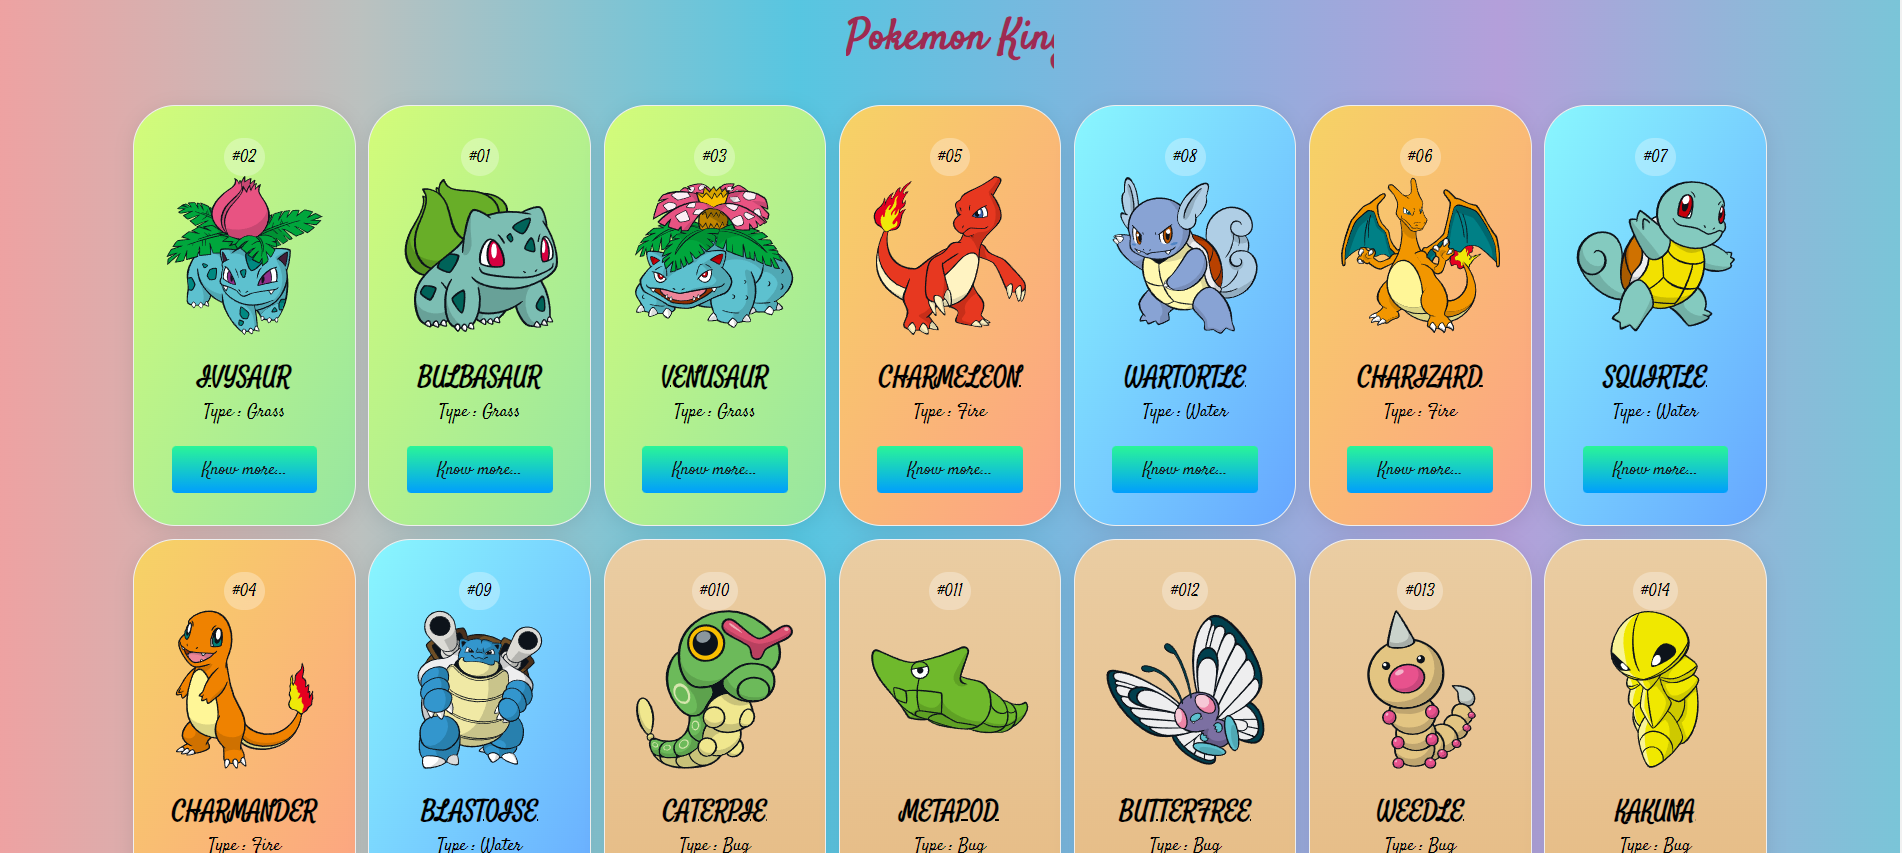 Pokemon King
#02
IVYSAUR
Type : Grass
Know more...
#01
BULBASAUR
Type : Grass
Know more...
#03
VENUSAUR
Type : Grass
Know more...
#05
CHARMELEON
Type : Fire
Know more...
#08
WARTORTLE
Type : Water
Know more...
#06
CHARIZARD
Type : Fire
Know more...
#07
SQUIRTLE
Type : Water
Know more...
#04
CHARMANDER
Type : Fire
#09
BLASTOISE
Type : Water
#010
CATERPIE
Type : Bug
#011
METAPOD
Type : Bug
#012
BUTTERFREE
Type : Bug
#013
WEEDLE
Type : Bug
#014
KAKUNA
Type : Bug